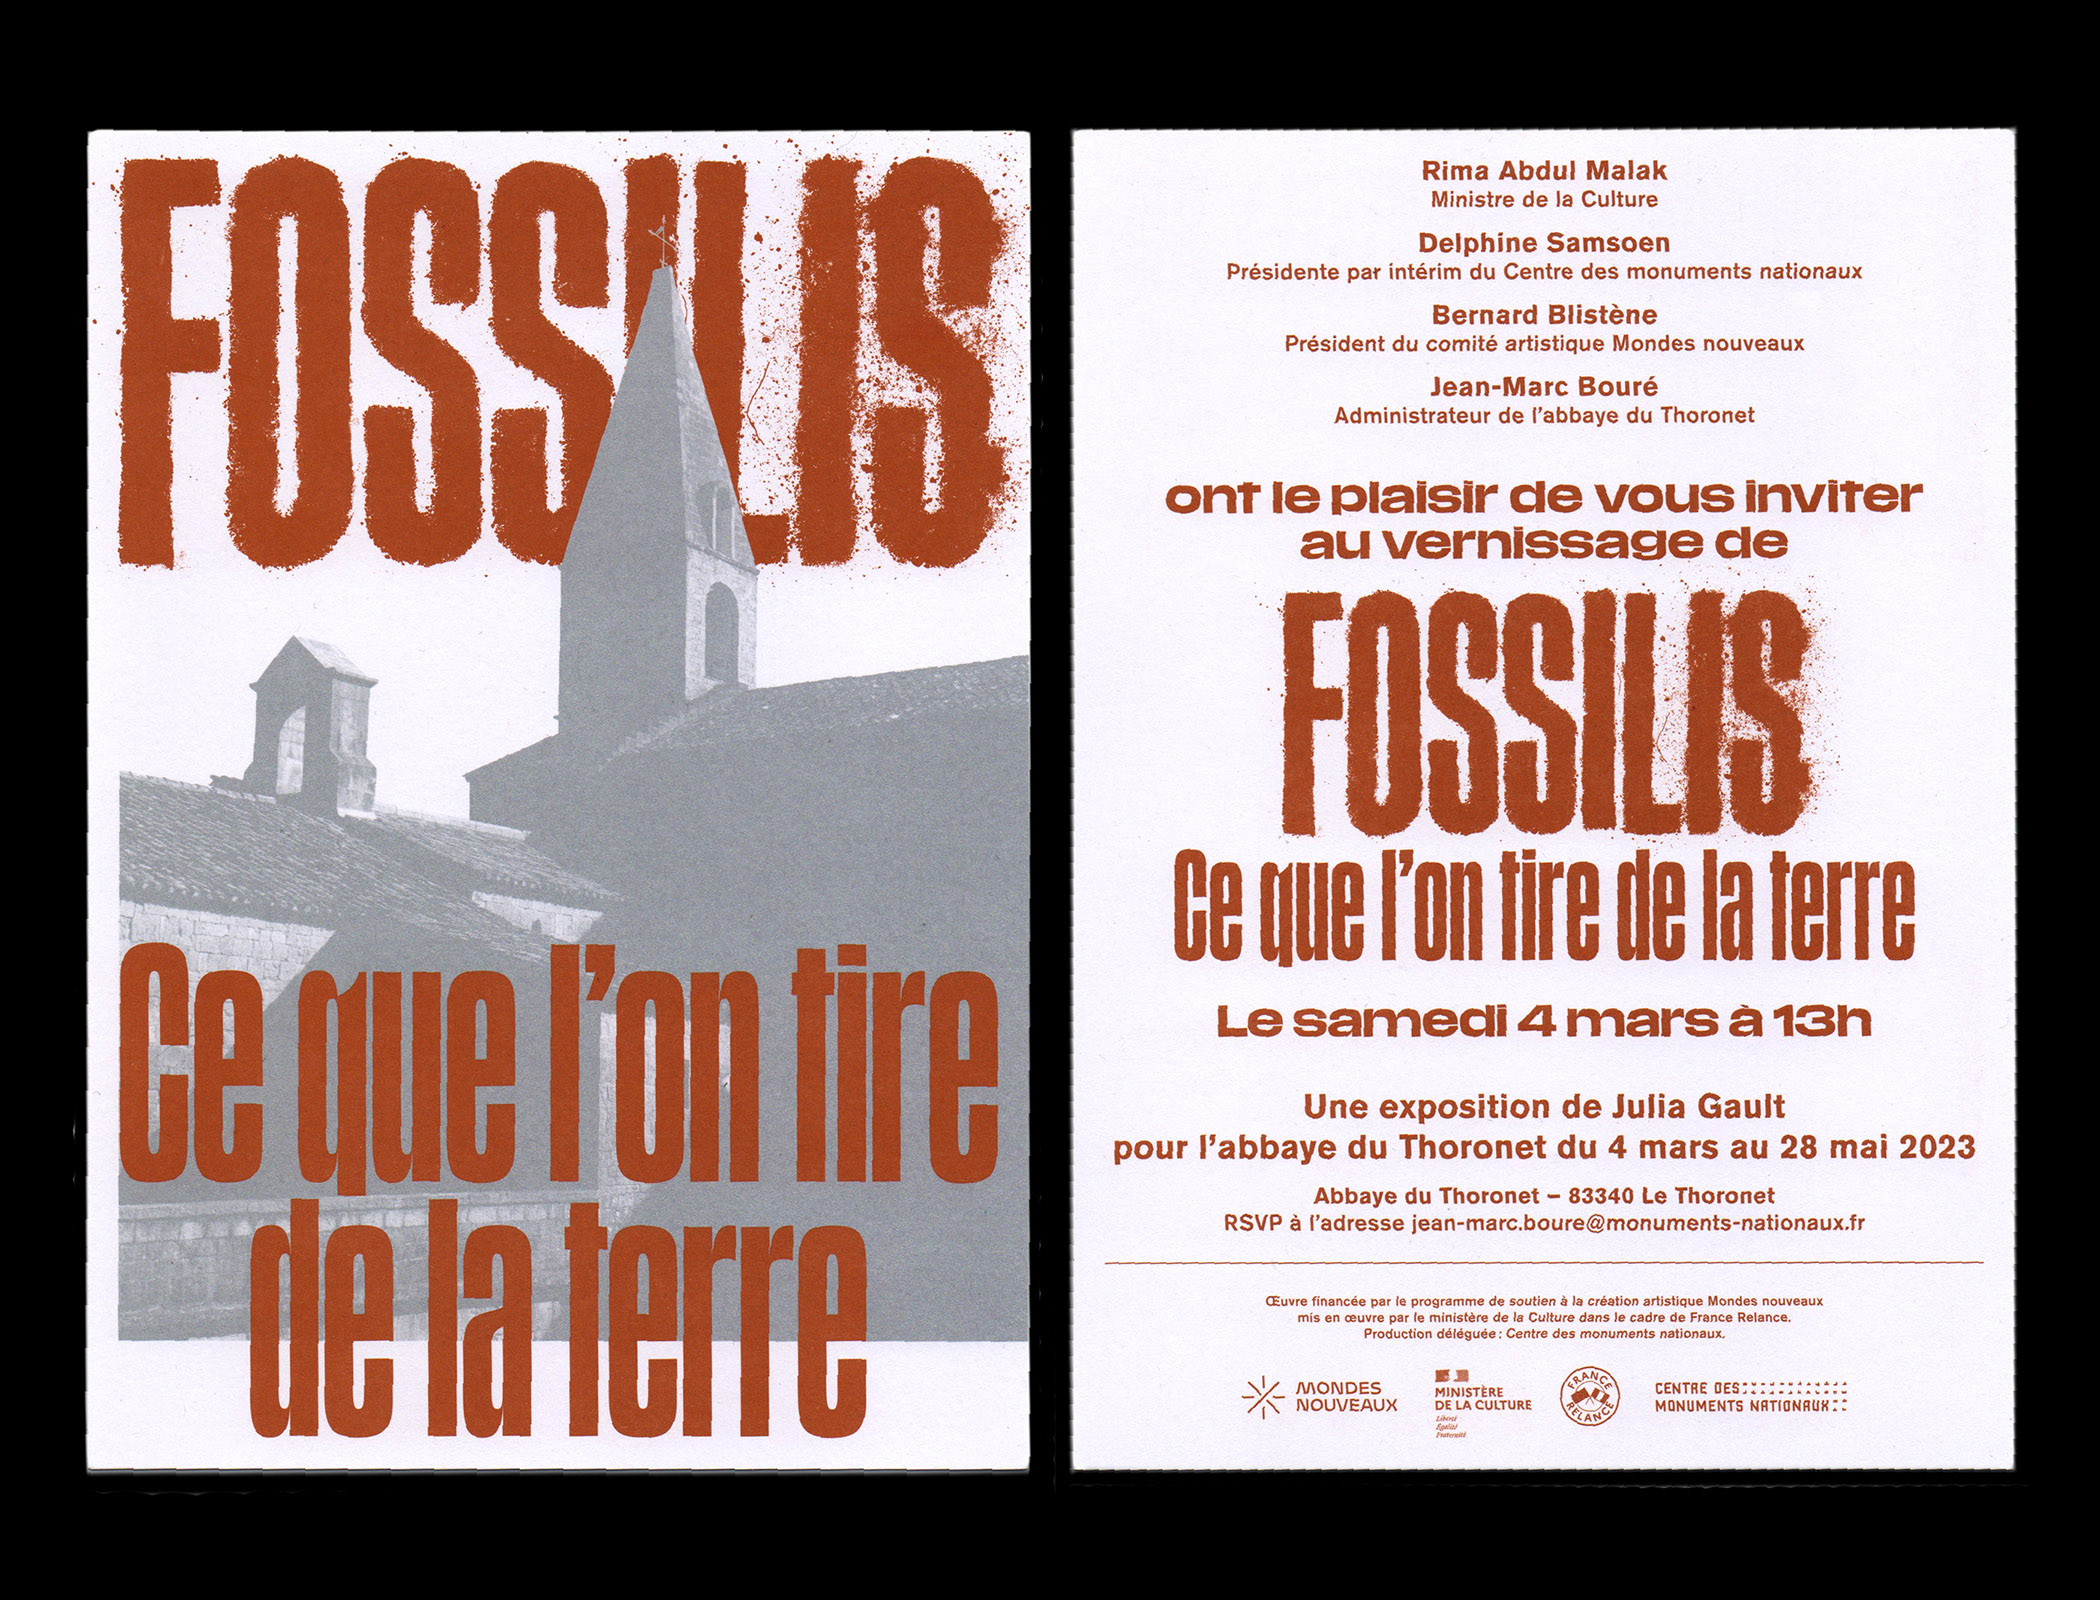 FOSSILIS
Ce que l'on tire
de la terre
Rima Abdul Malak
Ministre de la Culture
Delphine Samsoen
Présidente par intérim du Centre des monuments nationaux
Bernard Blistène
Président du comité artistique Mondes nouveaux
Jean-Marc Bouré
Administrateur de l'abbaye du Thoronet
ont le plaisir de vous inviter
au vernissage de
FOSSILIS
Ce que l'on tire de la terre
Le samedi 4 mars à 13h
Une exposition de Julia Gault
pour l'abbaye du Thoronet du 4 mars au 28 mai 2023
Abbaye du Thoronet – 83340 Le Thoronet
RSVP à l'adresse jean-marc.boure@monuments-nationaux.fr
Œuvre financée par le programme de soutien à la création artistique Mondes nouveaux
mis en œuvre par le ministère de la Culture dans le cadre de France Relance.
Production déléguée : Centre des monuments nationaux.
MONDES
NOUVEAUX
MINISTÈRE
DE LA CULTURE
Liberté
Égalité
Fraternité
FRANCE
RELANCE
CENTRE DES
MONUMENTS NATIONAUX